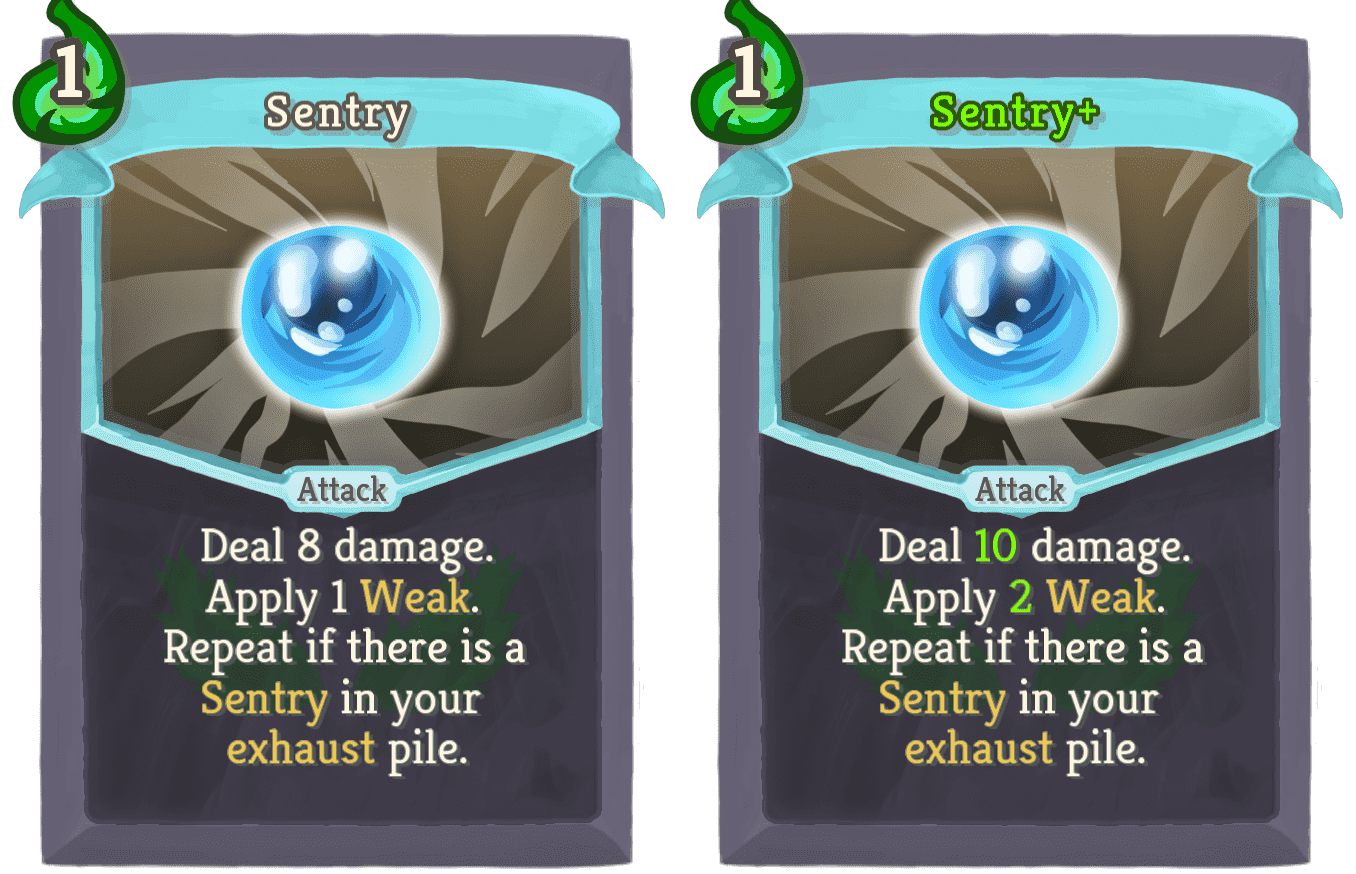 1
Sentry
Attack
Deal 8 damage.
Apply 1 Weak.
Repeat if there is a
Sentry in your
exhaust pile.
1
Sentry+
Attack
Deal 10 damage.
Apply 2 Weak.
Repeat if there is a
Sentry in your
exhaust pile.